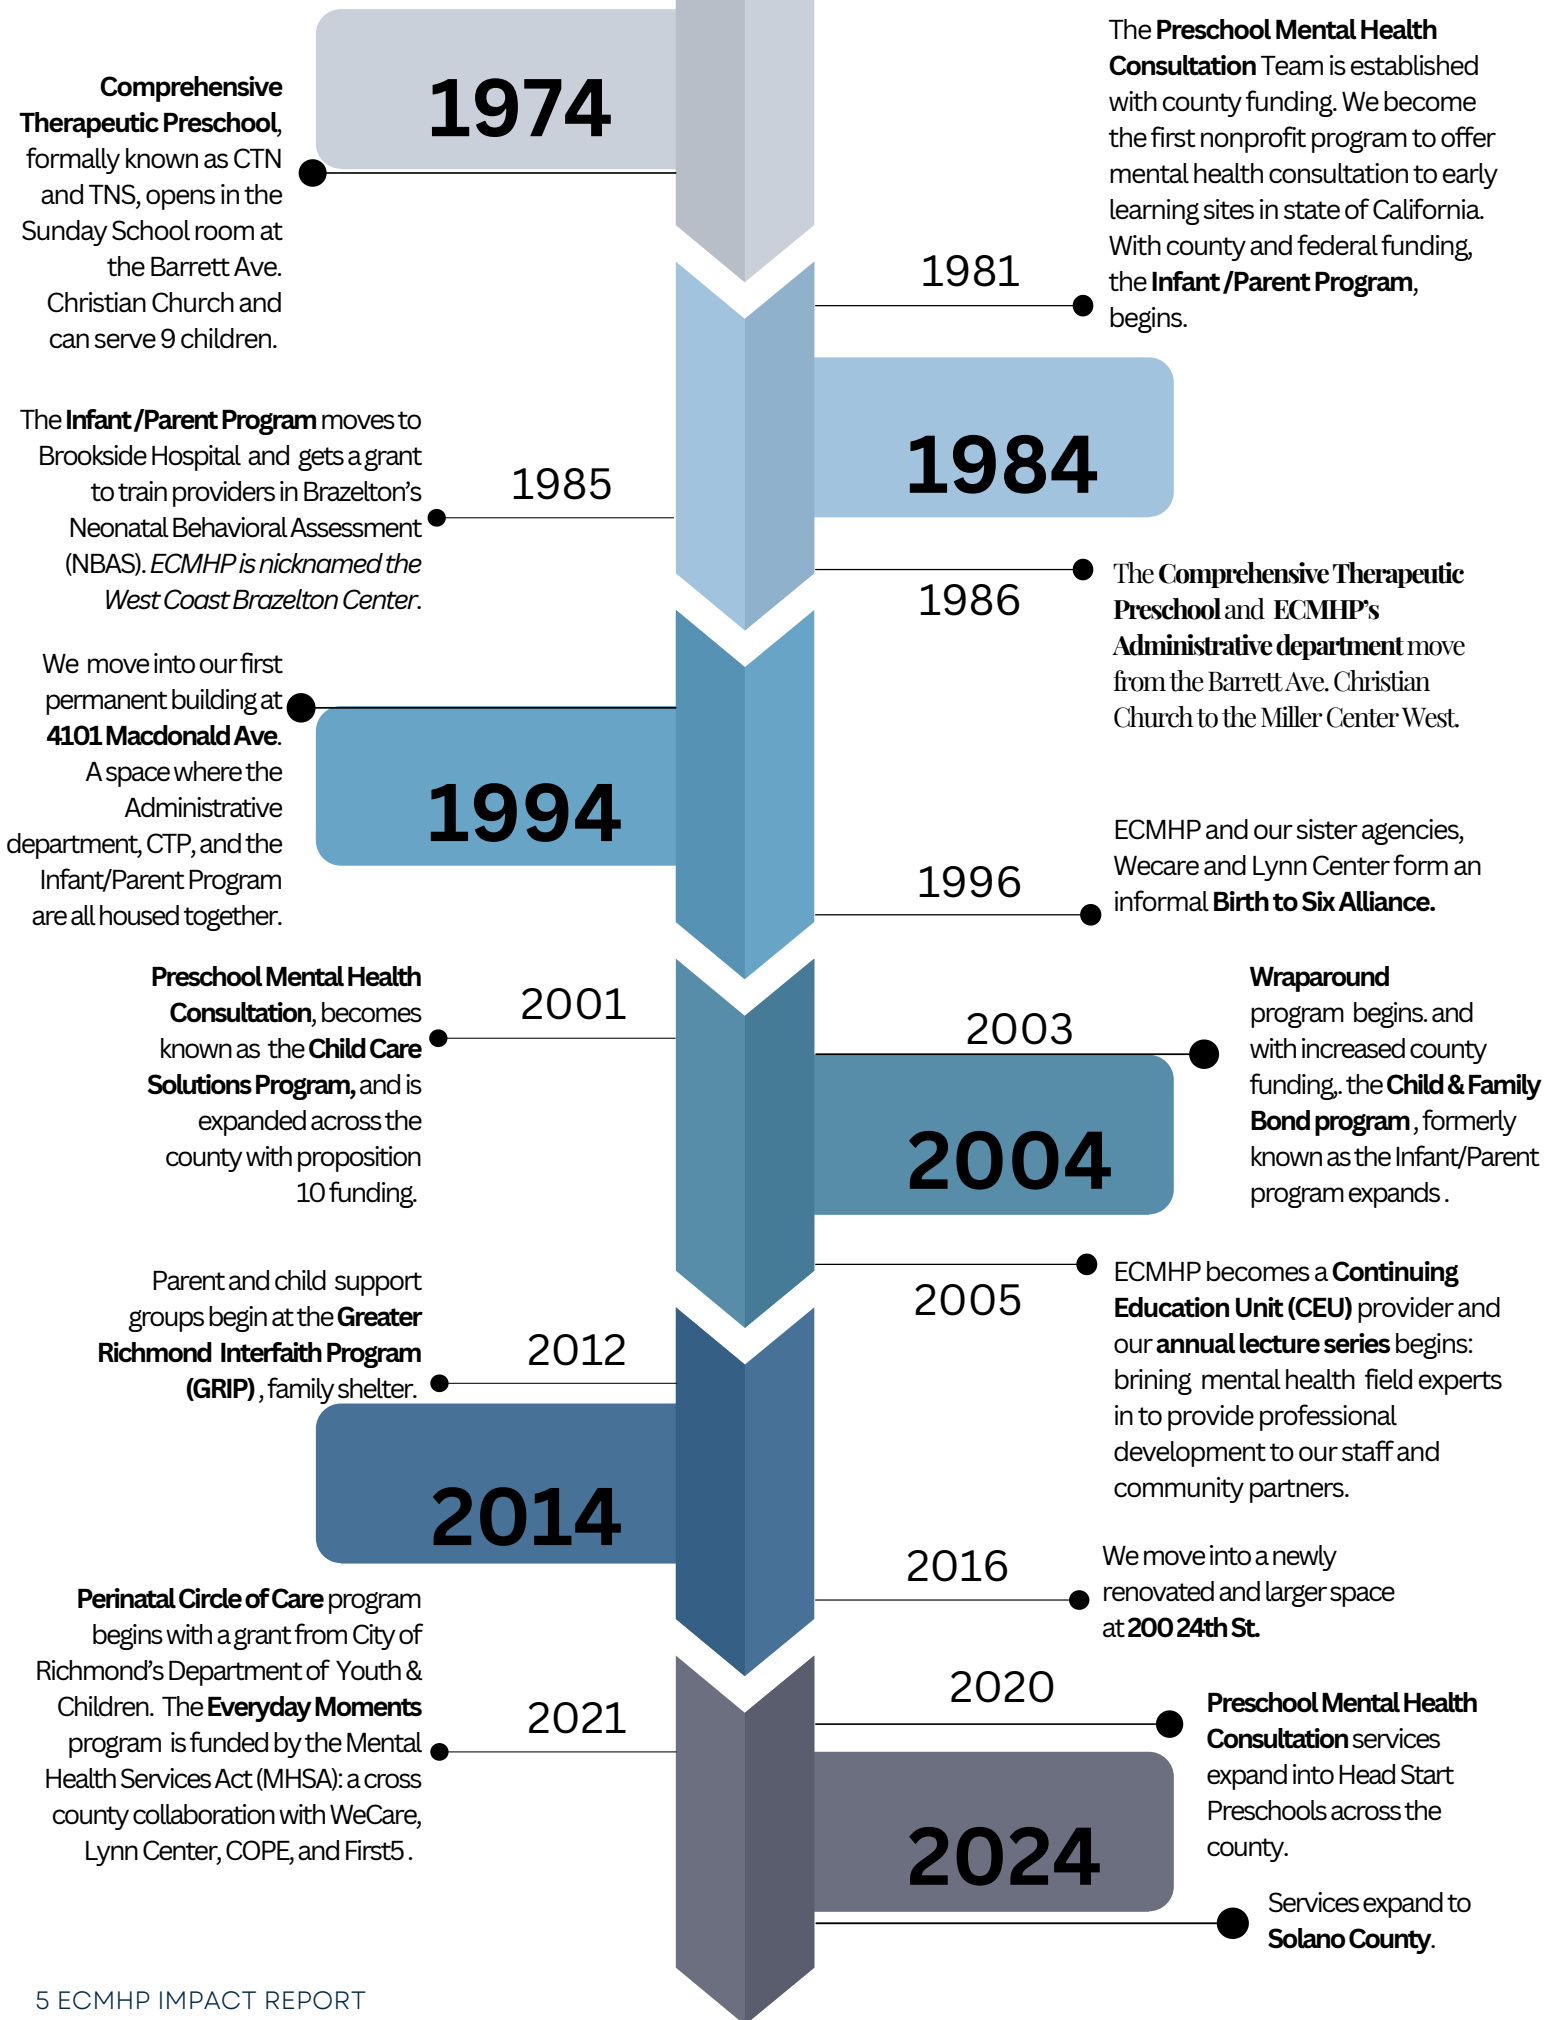 1974
Comprehensive
Therapeutic Preschool,
formally known as CTN
and TNS, opens in the
Sunday School room at
the Barrett Ave.
Christian Church and
can serve 9 children.
1981
The Preschool Mental Health
Consultation Team is established
with county funding. We become
the first nonprofit program to offer
mental health consultation to early
learning sites in state of California.
With county and federal funding,
the Infant /Parent Program,
begins.
1984
1985
The Infant /Parent Program moves to
Brookside Hospital and gets a grant
to train providers in Brazelton’s
Neonatal Behavioral Assessment
(NBAS). ECMHP is nicknamed the
West Coast Brazelton Center.
1986
The Comprehensive Therapeutic
Preschool and ECMHP’s
Administrative department move
from the Barrett Ave. Christian
Church to the Miller Center West.
We move into our first
permanent building at
4101 Macdonald Ave.
A space where the
Administrative
department, CTP, and the
Infant/Parent Program
are all housed together.
1994
1996
ECMHP and our sister agencies,
Wecare and Lynn Center form an
informal Birth to Six Alliance.
2001
Preschool Mental Health
Consultation, becomes
known as the Child Care
Solutions Program, and is
expanded across the
county with proposition
10 funding.
2003
Wraparound
program begins. and
with increased county
funding,. the Child & Family
Bond program , formerly
known as the Infant/Parent
program expands .
2004
2005
ECMHP becomes a Continuing
Education Unit (CEU) provider and
our annual lecture series begins:
brining mental health field experts
in to provide professional
development to our staff and
community partners.
2012
Parent and child support
groups begin at the Greater
Richmond Interfaith Program
(GRIP) , family shelter.
2014
2016
We move into a newly
renovated and larger space
at 200 24th St.
2020
Preschool Mental Health
Consultation services
expand into Head Start
Preschools across the
county.
2021
Perinatal Circle of Care program
begins with a grant from City of
Richmond’s Department of Youth &
Children. The Everyday Moments
program is funded by the Mental
Health Services Act (MHSA): a cross
county collaboration with WeCare,
Lynn Center, COPE, and First5 .
2024
Services expand to
Solano County.
5 ECMHP IMPACT REPORT